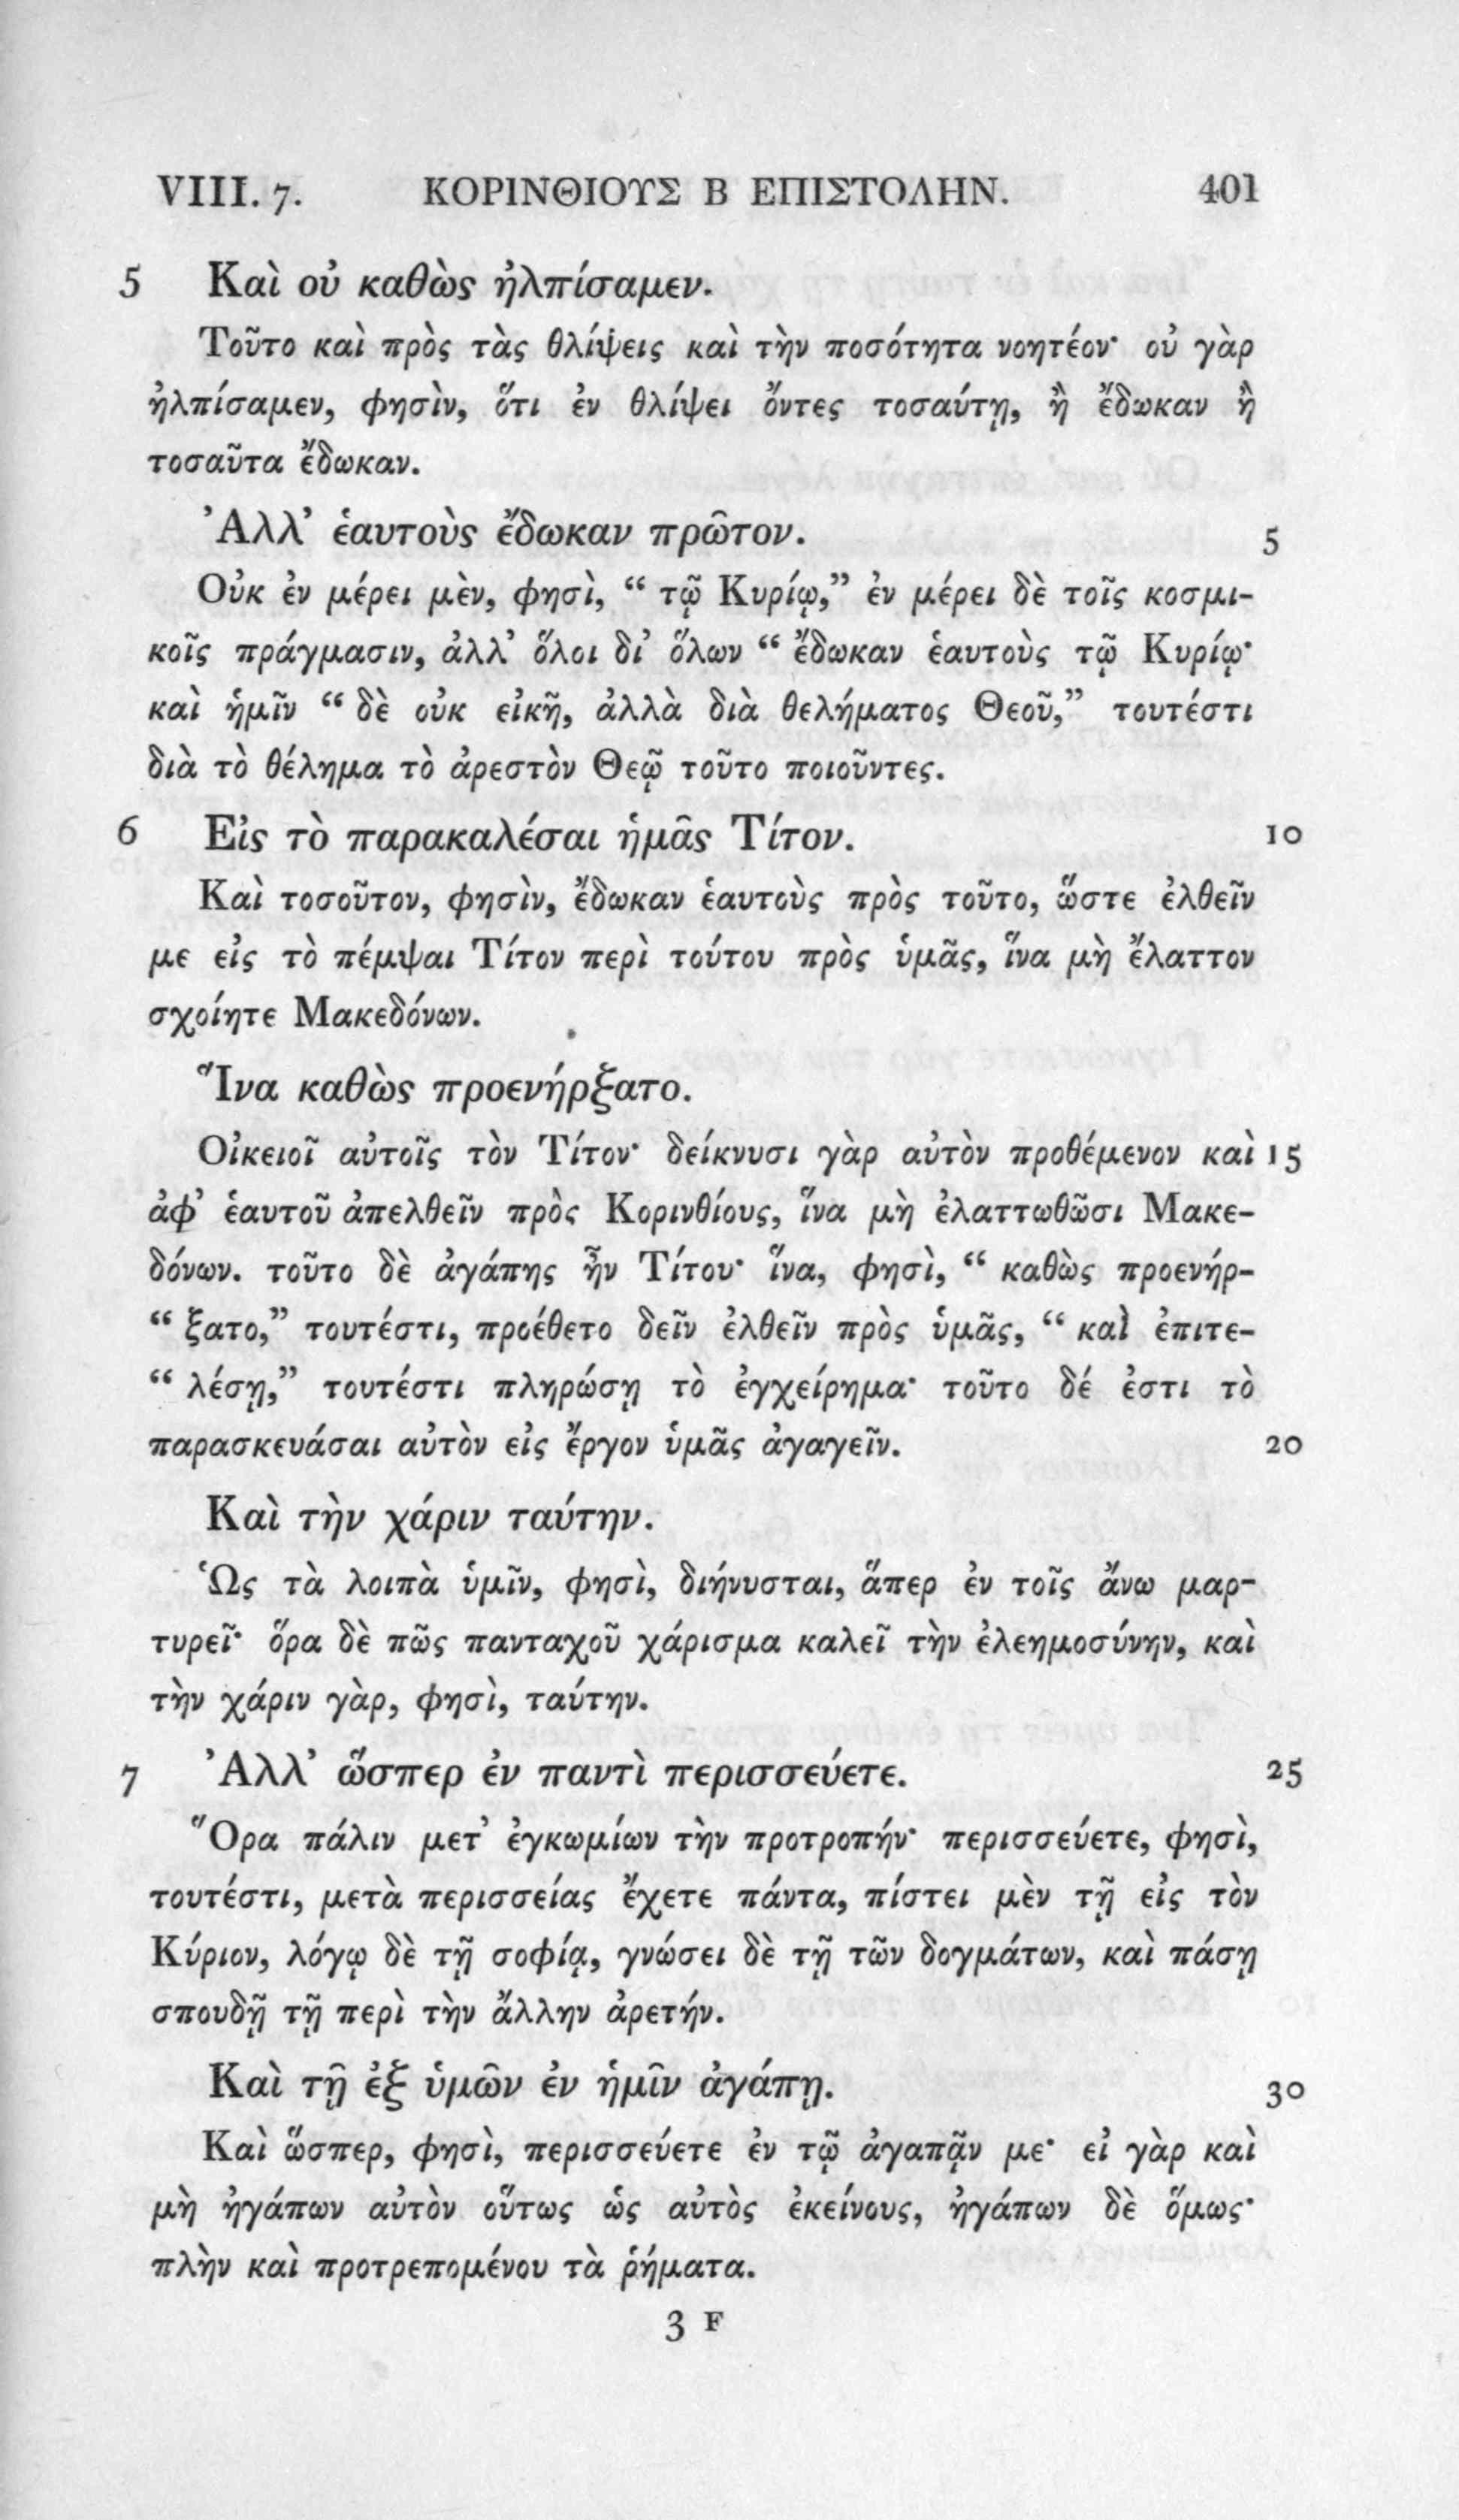 VIII. 7. ΚΟΡΙΝΘΙΟΥΣ Β ΕΠΙΣΤΟΛΗΝ. 401
5 Καὶ οὐ καθὼς ἠλπίσαμεν.
Τοῦτο καὶ πρὸς τὰς θλίψεις καὶ τὴν ποσότητα νοητέον· οὐ γὰρ
ἠλπίσαμεν, φησὶν, ὅτι ἐν θλίψει ὄντες τοσαύτῃ, ἢ ἔδωκαν ἢ
τοσαῦτα ἔδωκαν.
Ἀλλ' ἑαυτοὺς ἔδωκαν πρῶτον. 5
Οὐκ ἐν μέρει μὲν, φησὶ, “ τῷ Κυρίῳ,” ἐν μέρει δὲ τοῖς κοσμι-
κοῖς πράγμασιν, ἀλλ' ὅλοι δι' ὅλων “ ἔδωκαν ἑαυτοὺς τῷ Κυρίῳ·
καὶ ἡμῖν “ δὲ οὐκ εἰκῆ, ἀλλὰ διὰ θελήματος Θεοῦ,” τουτέστι
διὰ τὸ θέλημα τὸ ἀρεστὸν Θεῷ τοῦτο ποιοῦντες.
6 Εἰς τὸ παρακαλέσαι ἡμᾶς Τίτον. 10
Καὶ τοσοῦτον, φησὶν, ἔδωκαν ἑαυτοὺς πρὸς τοῦτο, ὥστε ἐλθεῖν
με εἰς τὸ πέμψαι Τίτον περὶ τούτου πρὸς ὑμᾶς, ἵνα μὴ ἔλαττον
σχοίητε Μακεδόνων.
Ἵνα καθὼς προενήρξατο.
Οἰκειοῖ αὐτοῖς τὸν Τίτον· δείκνυσι γὰρ αὐτὸν προθέμενον καὶ 15
ἀφ' ἑαυτοῦ ἀπελθεῖν πρὸς Κορινθίους, ἵνα μὴ ἐλαττωθῶσι Μακε-
δόνων. τοῦτο δὲ ἀγάπης ἦν Τίτου· ἵνα, φησὶ, “ καθὼς προενήρ-
“ ξατο,” τουτέστι, προέθετο δεῖν ἐλθεῖν πρὸς ὑμᾶς, “ καὶ ἐπιτε-
“ λέσῃ,” τουτέστι πληρώσῃ τὸ ἐγχείρημα· τοῦτο δέ ἐστι τὸ
παρασκευάσαι αὐτὸν εἰς ἔργον ὑμᾶς ἀγαγεῖν. 20
Καὶ τὴν χάριν ταύτην.
Ὡς τὰ λοιπὰ ὑμῖν, φησὶ, διήνυσται, ἅπερ ἐν τοῖς ἄνω μαρ-
τυρεῖ· ὅρα δὲ πῶς πανταχοῦ χάρισμα καλεῖ τὴν ἐλεημοσύνην, καὶ
τὴν χάριν γὰρ, φησὶ, ταύτην.
7 Ἀλλ' ὥσπερ ἐν παντὶ περισσεύετε. 25
Ὅρα πάλιν μετ' ἐγκωμίων τὴν προτροπήν· περισσεύετε, φησὶ,
τουτέστι, μετὰ περισσείας ἔχετε πάντα, πίστει μὲν τῇ εἰς τὸν
Κύριον, λόγῳ δὲ τῇ σοφίᾳ, γνώσει δὲ τῇ τῶν δογμάτων, καὶ πάσῃ
σπουδῇ τῇ περὶ τὴν ἄλλην ἀρετήν.
Καὶ τῇ ἐξ ὑμῶν ἐν ἡμῖν ἀγάπῃ. 30
Καὶ ὥσπερ, φησὶ, περισσεύετε ἐν τῷ ἀγαπᾷν με· εἰ γὰρ καὶ
μὴ ἠγάπων αὐτὸν οὕτως ὡς αὐτὸς ἐκείνους, ἠγάπων δὲ ὅμως·
πλὴν καὶ προτρεπομένου τὰ ῥήματα.
3 F